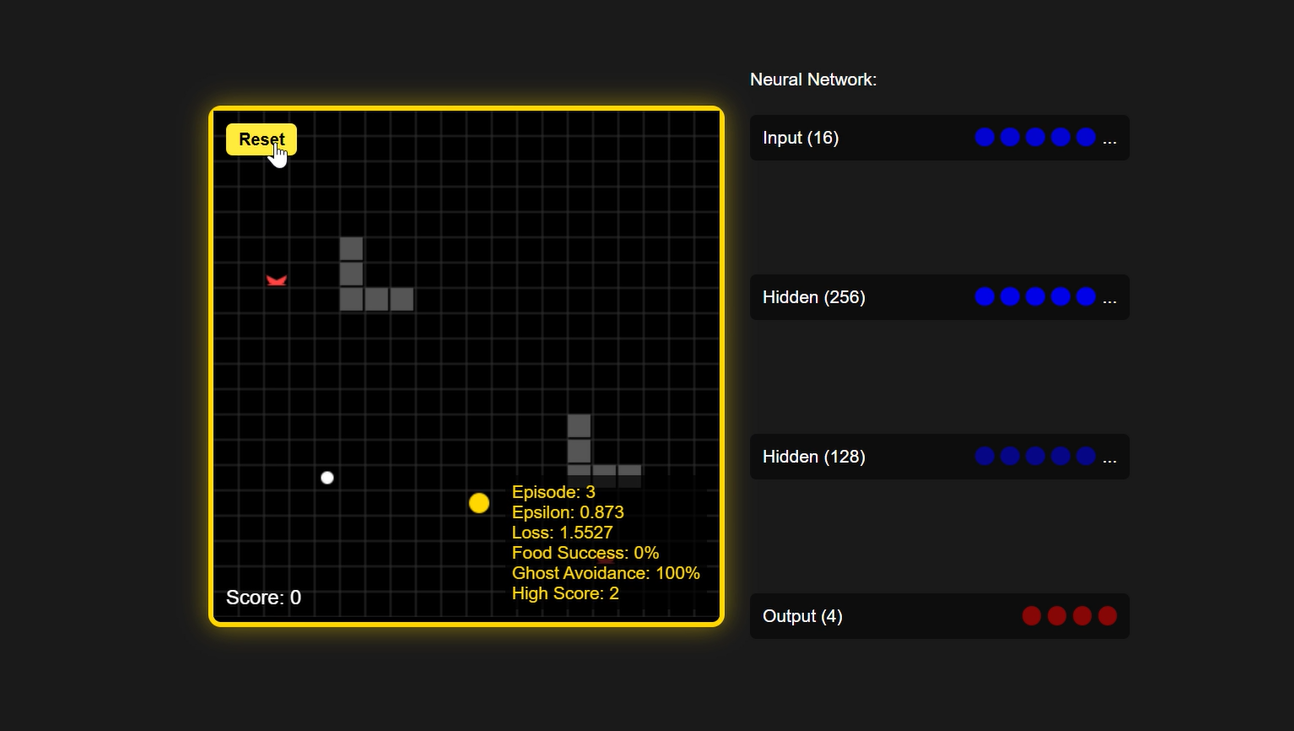 Neural Network:
Reset
Input (16) ...
Hidden (256) ...
Hidden (128) ...
Episode: 3
Epsilon: 0.873
Loss: 1.5527
Food Success: 0%
Ghost Avoidance: 100%
High Score: 2
Score: 0
Output (4)